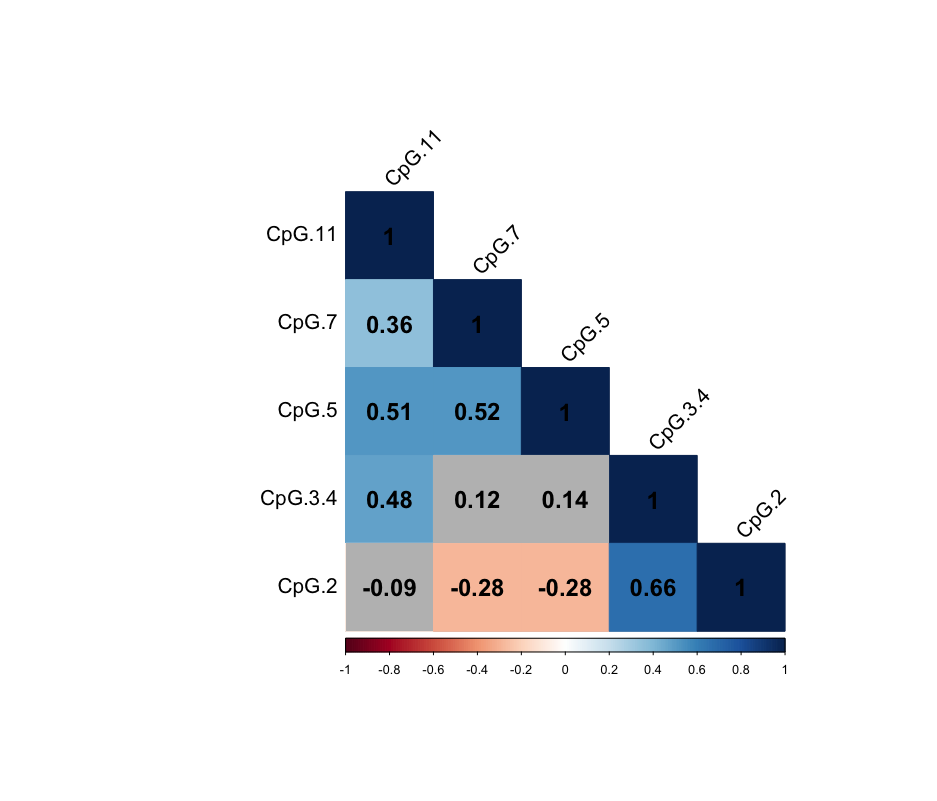 CpG.11
CpG.11 1
CpG.7
CpG.7 0.36 1
CpG.5
CpG.5 0.51 0.52 1
CpG.3.4
CpG.3.4 0.48 0.12 0.14 1
CpG.2
CpG.2 -0.09 -0.28 -0.28 0.66 1
-1 -0.8 -0.6 -0.4 -0.2 0 0.2 0.4 0.6 0.8 1